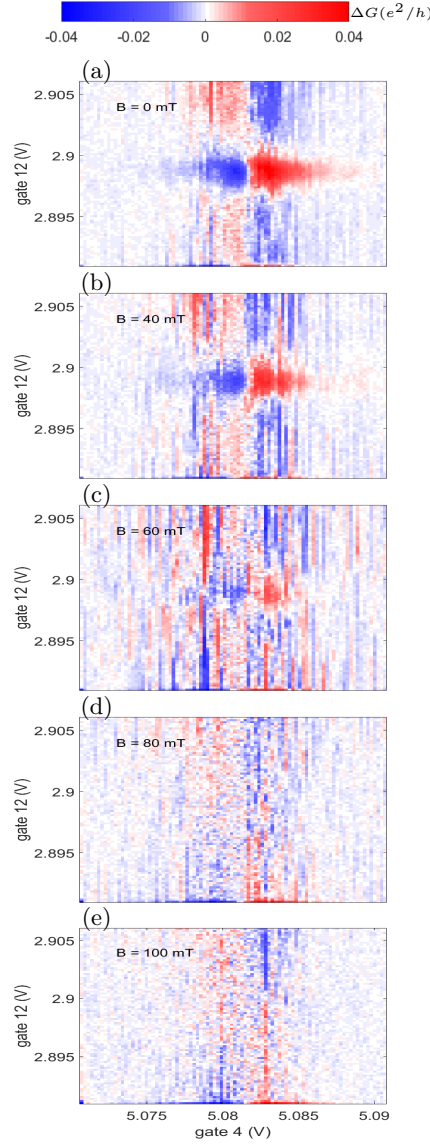 -0.04 -0.02 0 0.02 0.04 ΔG(e²/h)
(a)
B = 0 mT
2.905
2.9
2.895
gate 12 (V)
(b)
B = 40 mT
2.905
2.9
2.895
gate 12 (V)
(c)
B = 60 mT
2.905
2.9
2.895
gate 12 (V)
(d)
B = 80 mT
2.905
2.9
2.895
gate 12 (V)
(e)
B = 100 mT
2.905
2.9
2.895
gate 12 (V)
5.075 5.08 5.085 5.09
gate 4 (V)